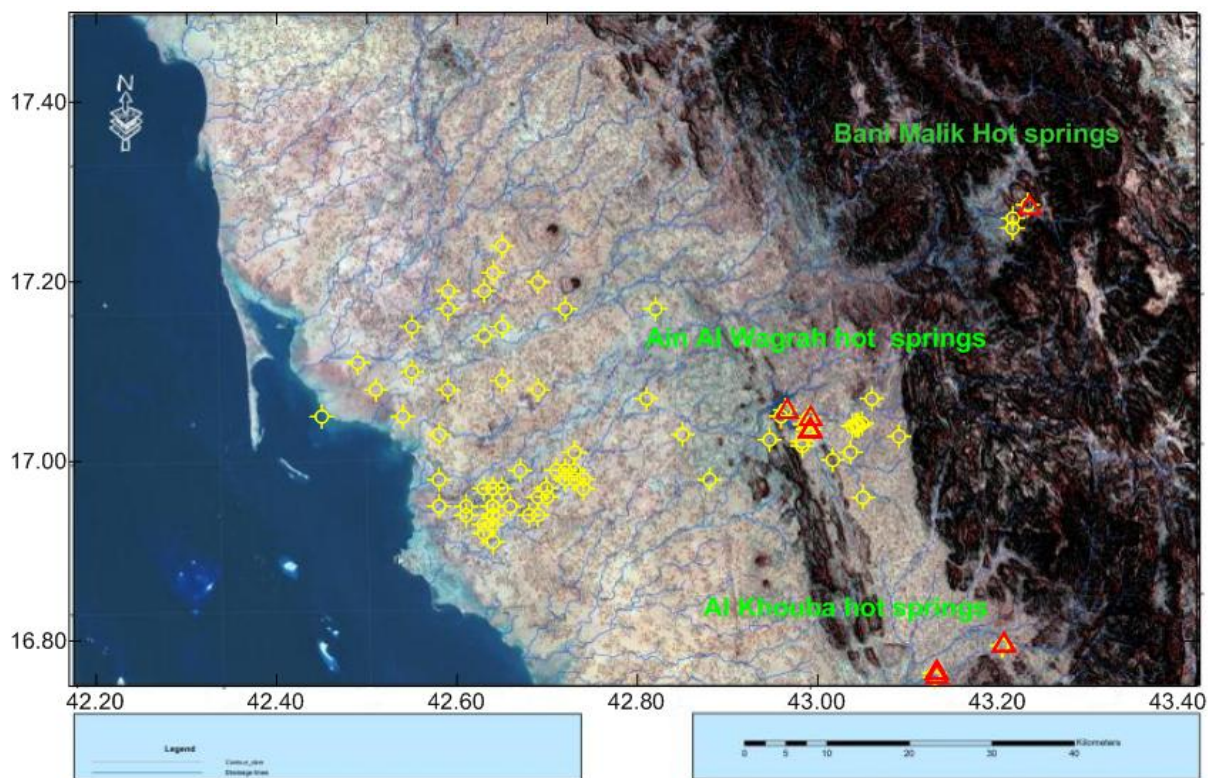 N
17.40
Bani Malik Hot springs
17.20
Ain Al Wagrah hot springs
17.00
Al Khouba hot springs
16.80
42.20 42.40 42.60 42.80 43.00 43.20 43.40
Legend
Drainage lines
Kilometers
0 5 10 20 30 40